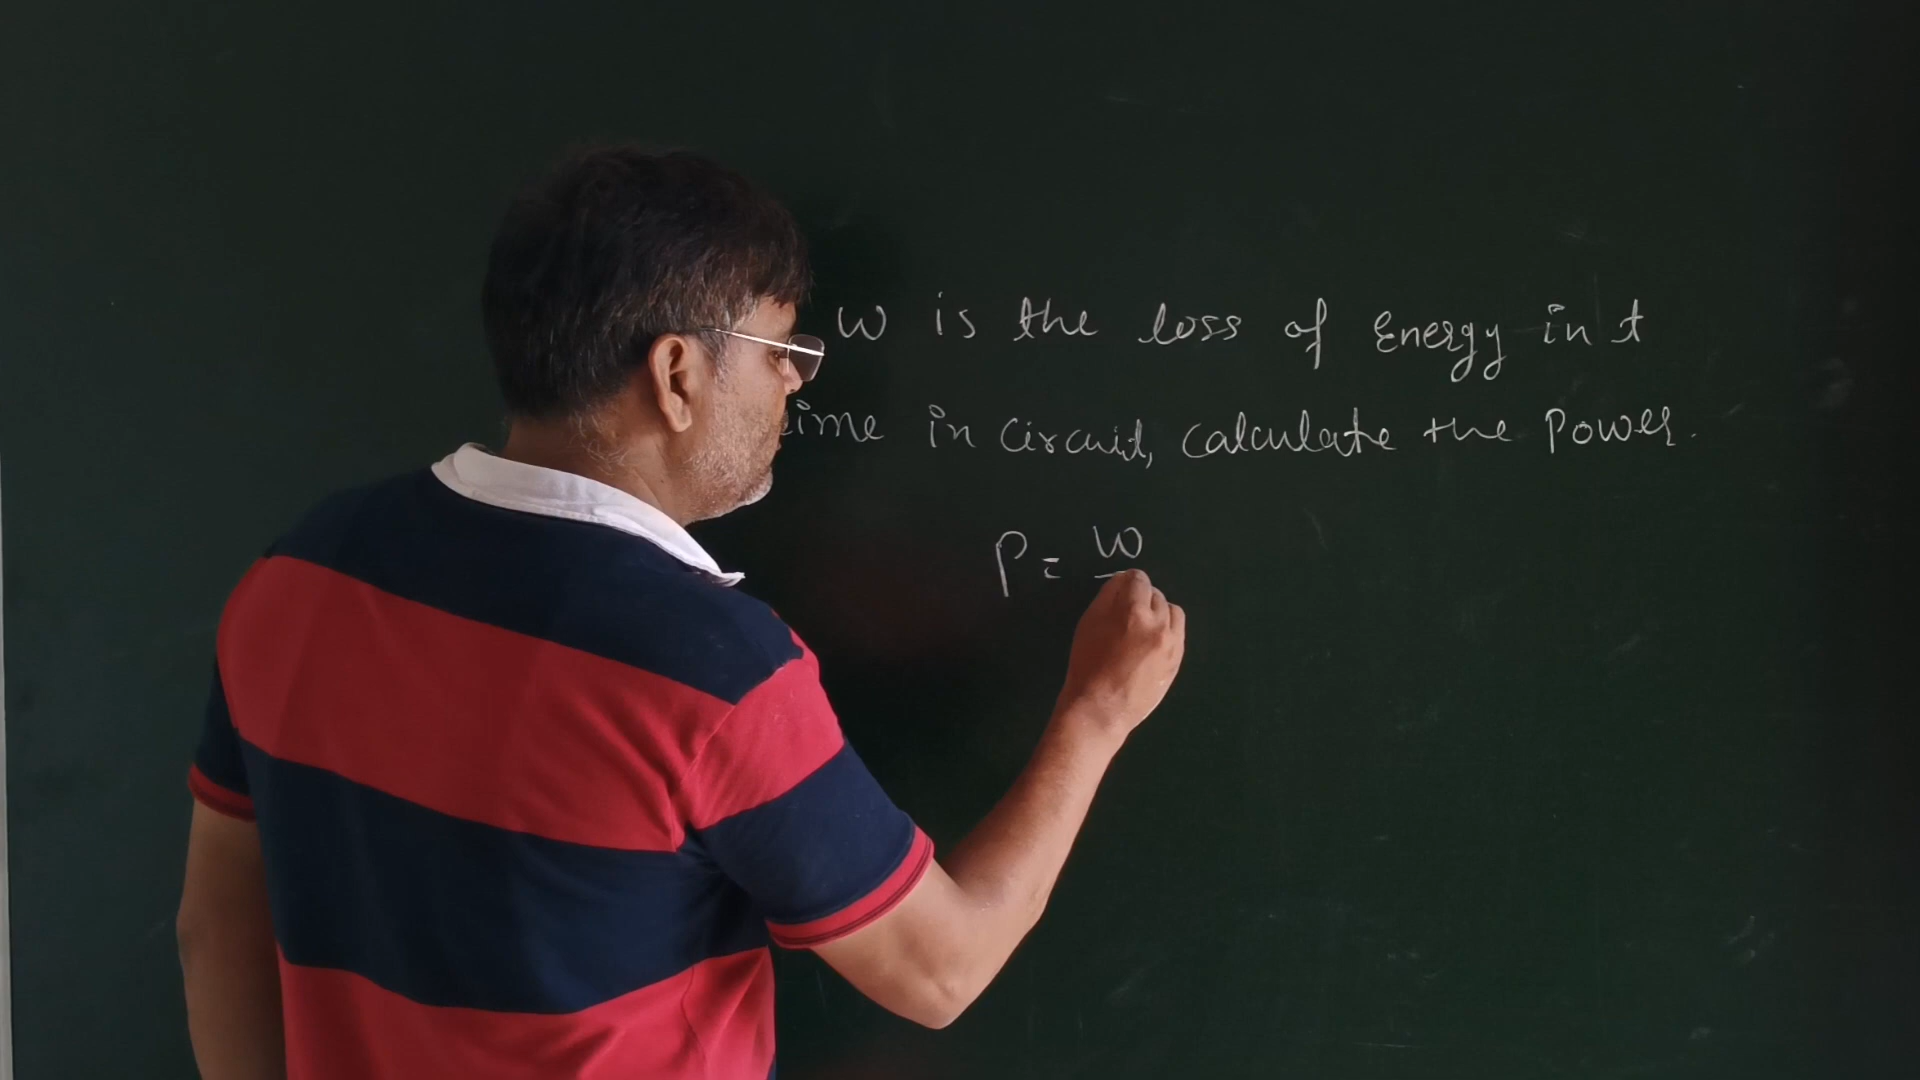 W is the loss of Energy in t
ime in Circuit, Calculate the Power.
P = W